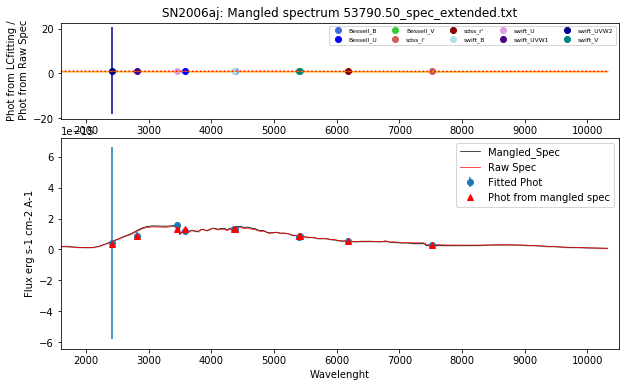 SN2006aj: Mangled spectrum 53790.50_spec_extended.txt
Phot from LCfitting /
Phot from Raw Spec
20
0
−20
Bessell_B
Bessell_U
Bessell_V
sdss_i'
sdss_r'
swift_B
swift_U
swift_UVW1
swift_UVW2
swift_V
2000 3000 4000 5000 6000 7000 8000 9000 10000
1e−15
Flux erg s-1 cm-2 A-1
6
4
2
0
−2
−4
−6
Mangled_Spec
Raw Spec
Fitted Phot
Phot from mangled spec
2000 3000 4000 5000 6000 7000 8000 9000 10000
Wavelenght